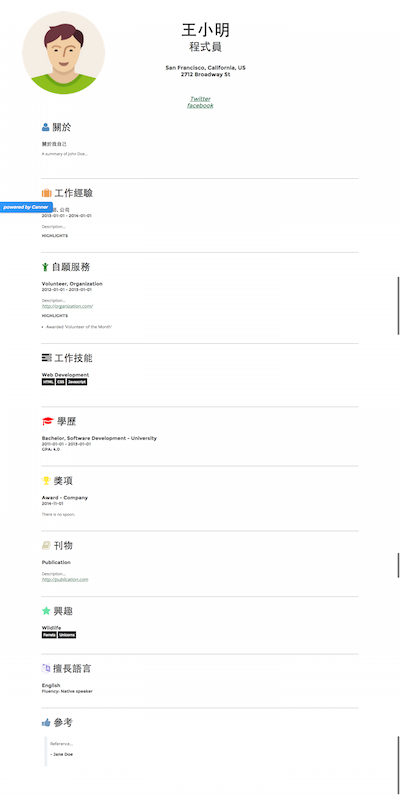 王小明
程式員
San Francisco, California, US
2712 Broadway St
Twitter
facebook
關於
關於我自己
A summary of John Doe...
工作經驗
powered by Canner
公司
2013-01-01 - 2014-01-01
Description...
HIGHLIGHTS
自願服務
Volunteer, Organization
2012-01-01 - 2013-01-01
Description...
http://organization.com/
HIGHLIGHTS
Awarded 'Volunteer of the Month'
工作技能
Web Development
HTML CSS Javascript
學歷
Bachelor, Software Development - University
2011-01-01 - 2013-01-01
GPA: 4.0
獎項
Award - Company
2014-11-01
There is no spoon.
刊物
Publication
Description...
http://publication.com
興趣
Wildlife
Ferrets Unicorns
擅長語言
English
Fluency: Native speaker
參考
Reference...
- Jane Doe